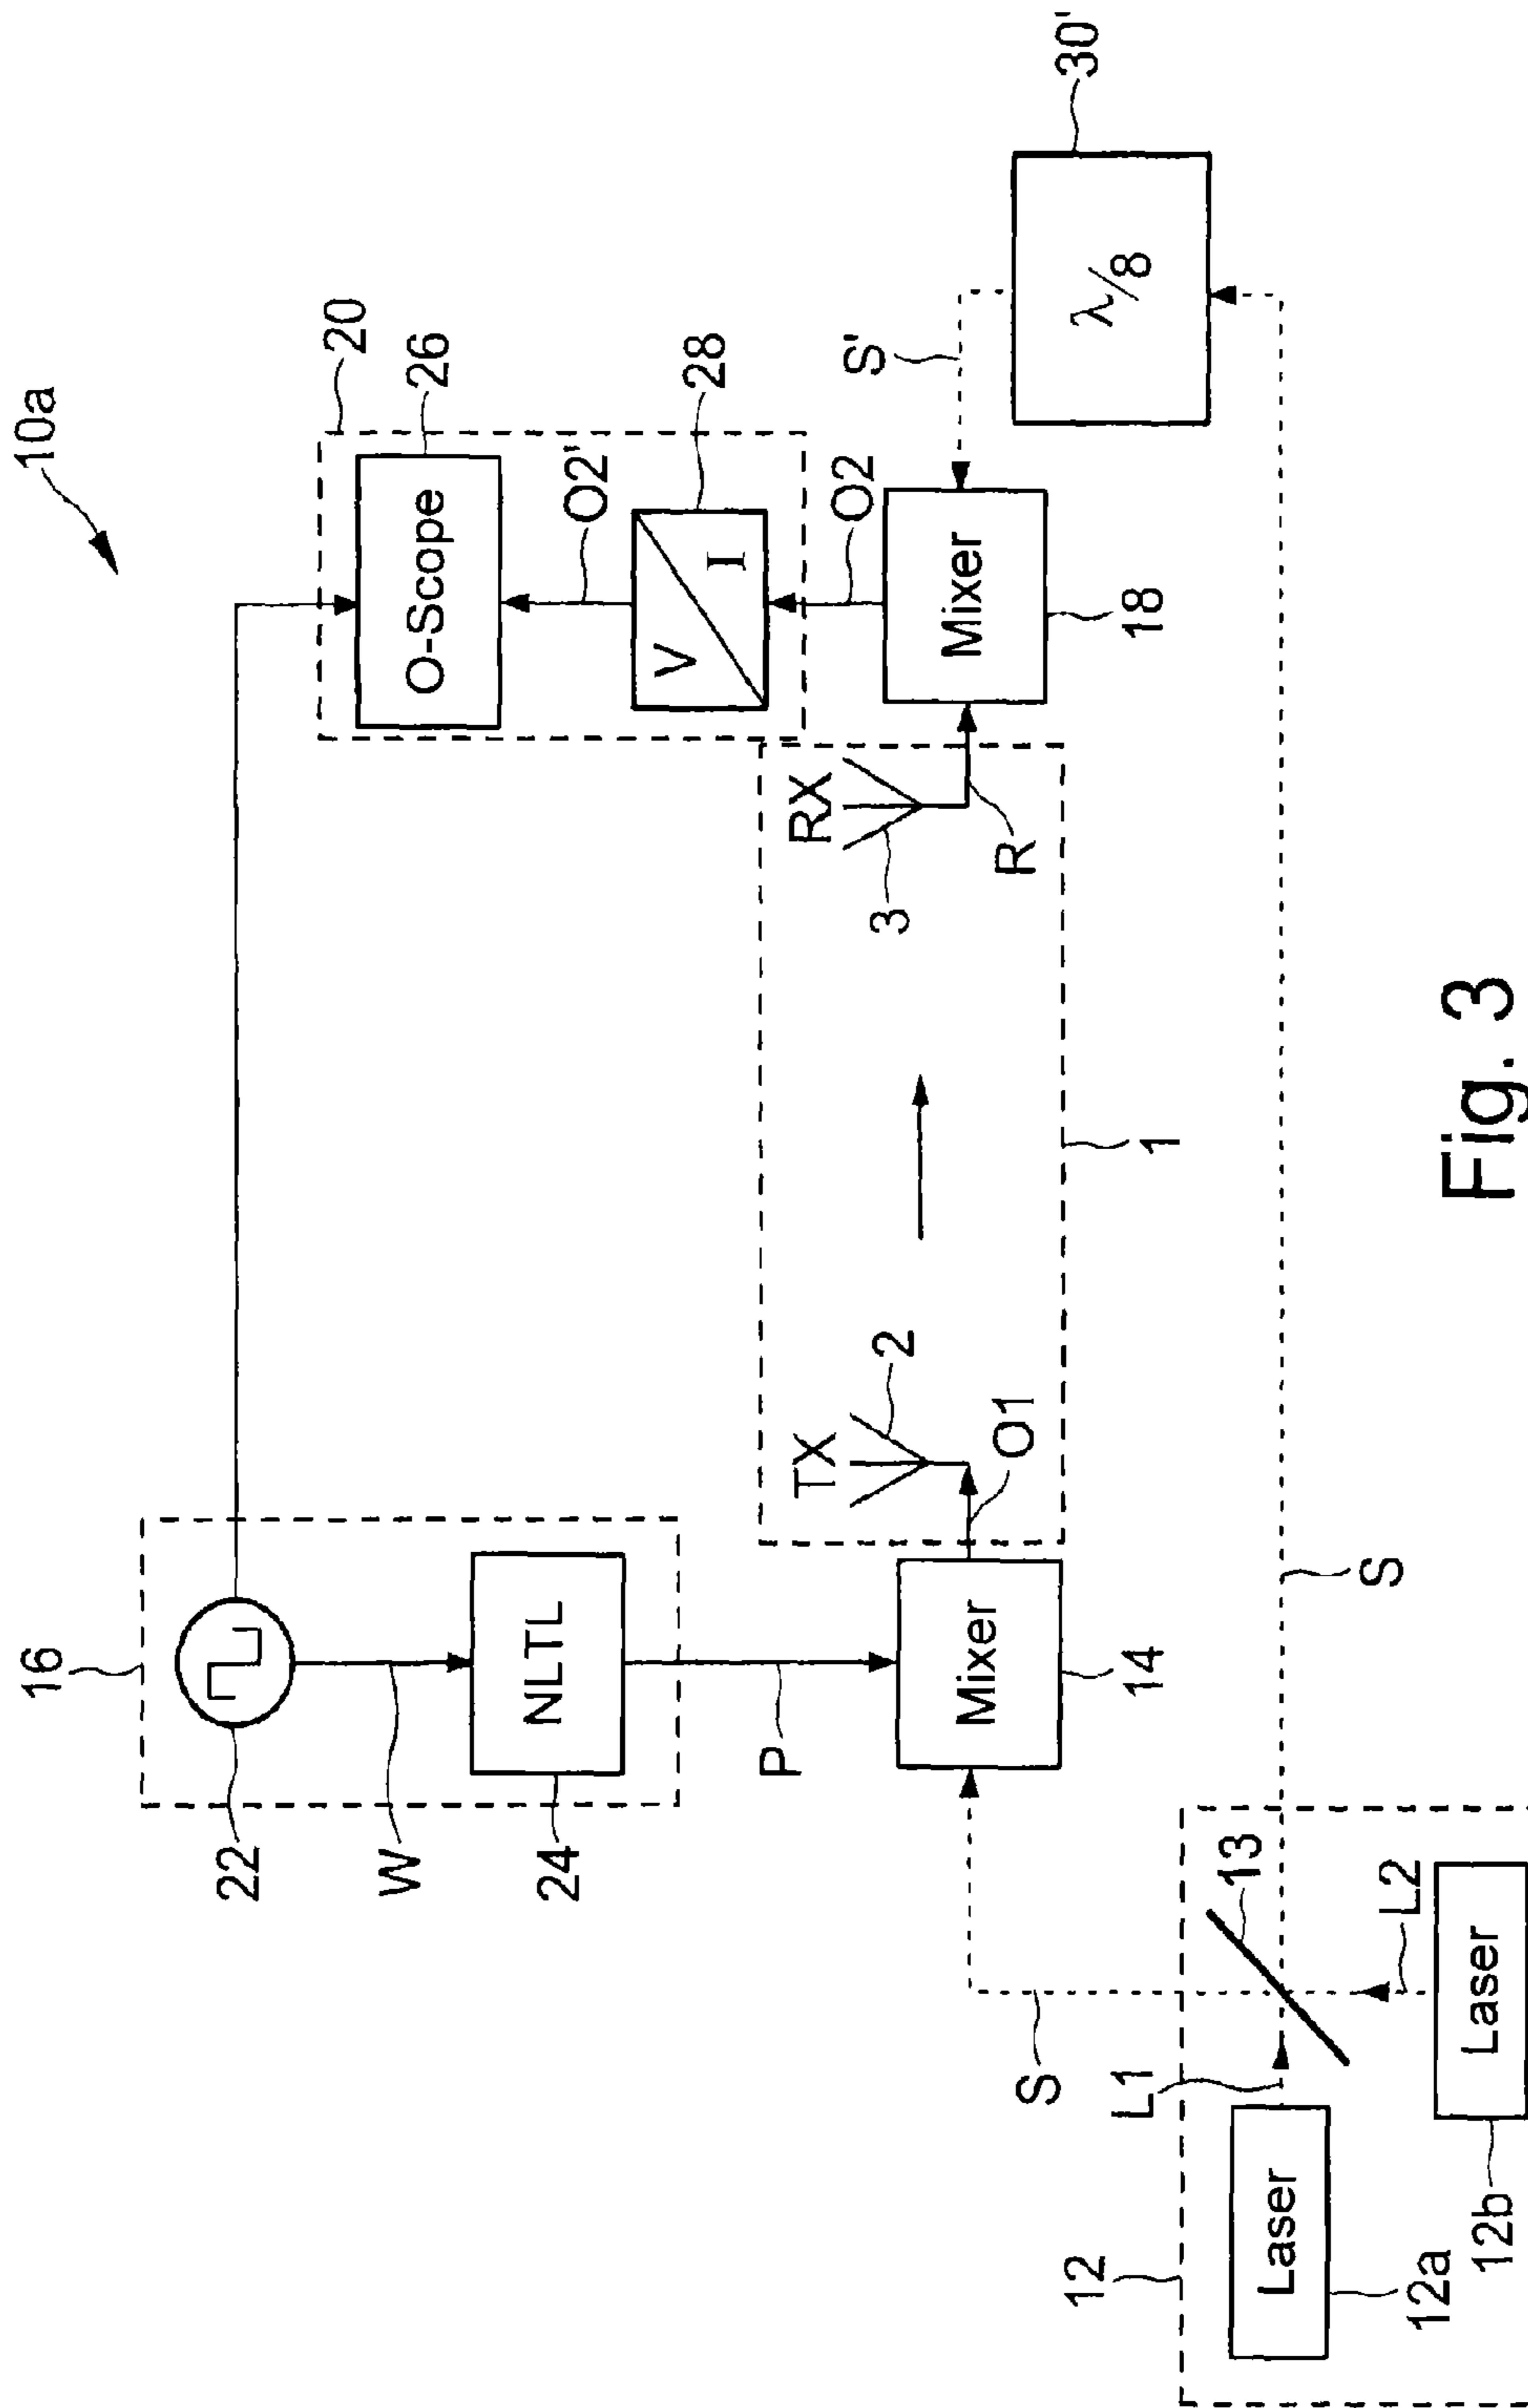 10a
16
22
W
NLTL
24
P
20
O-Scope
26
O2'
V
I
28
O2
S'
Mixer
18
λ/8
30'
TX
2
O1
RX
3
R
1
Mixer
14
S
S
12
13
L1
L2
Laser
12a
Laser
12b
Fig. 3